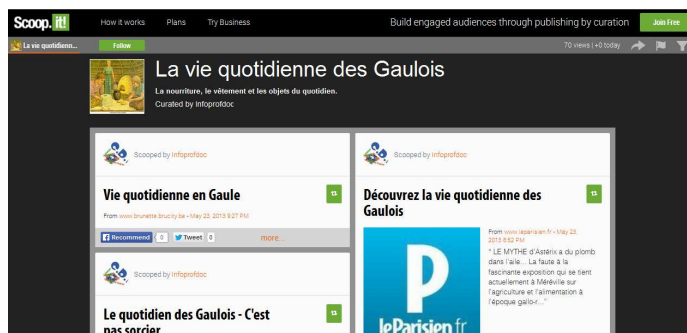 Scoop.it!
How it works Plans Try Business Build engaged audiences through publishing by curation Join Free
La vie quotidienn... Follow 70 views | +0 today
La vie quotidienne des Gaulois
La nourriture, le vêtement et les objets du quotidien.
Curated by Infoprofdoc
Scooped by Infoprofdoc
Vie quotidienne en Gaule
From www.brunette.brucity.be - May 23, 2013 9:27 PM
Recommend 0 Tweet 0 more...
Scooped by Infoprofdoc
Le quotidien des Gaulois - C'est
pas sorcier
Scooped by Infoprofdoc
Découvrez la vie quotidienne des
Gaulois
From www.leparisien.fr - May 23,
2013 8:52 PM
" LE MYTHE d'Astérix a du plomb
dans l'aile... La faute à la
fascinante exposition qui se tient
actuellement à Méréville sur
l'agriculture et l'alimentation à
l'époque gallo-r..."
leParisien.fr